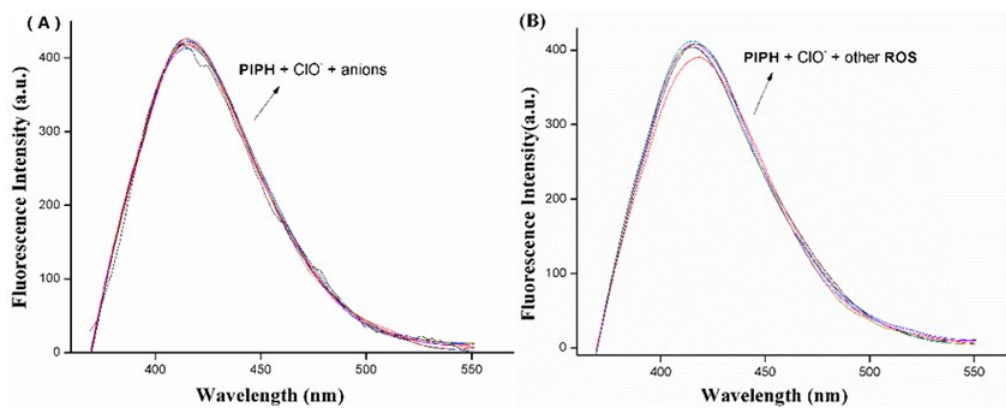 ( A )
400
300
200
100
0
Fluorescence Intensity (a.u.)
PIPH + ClO⁻ + anions
400
450
500
550
Wavelength (nm)
(B)
400
300
200
100
0
Fluorescence Intensity(a.u.)
PIPH + ClO⁻ + other ROS
400
450
500
550
Wavelength (nm)